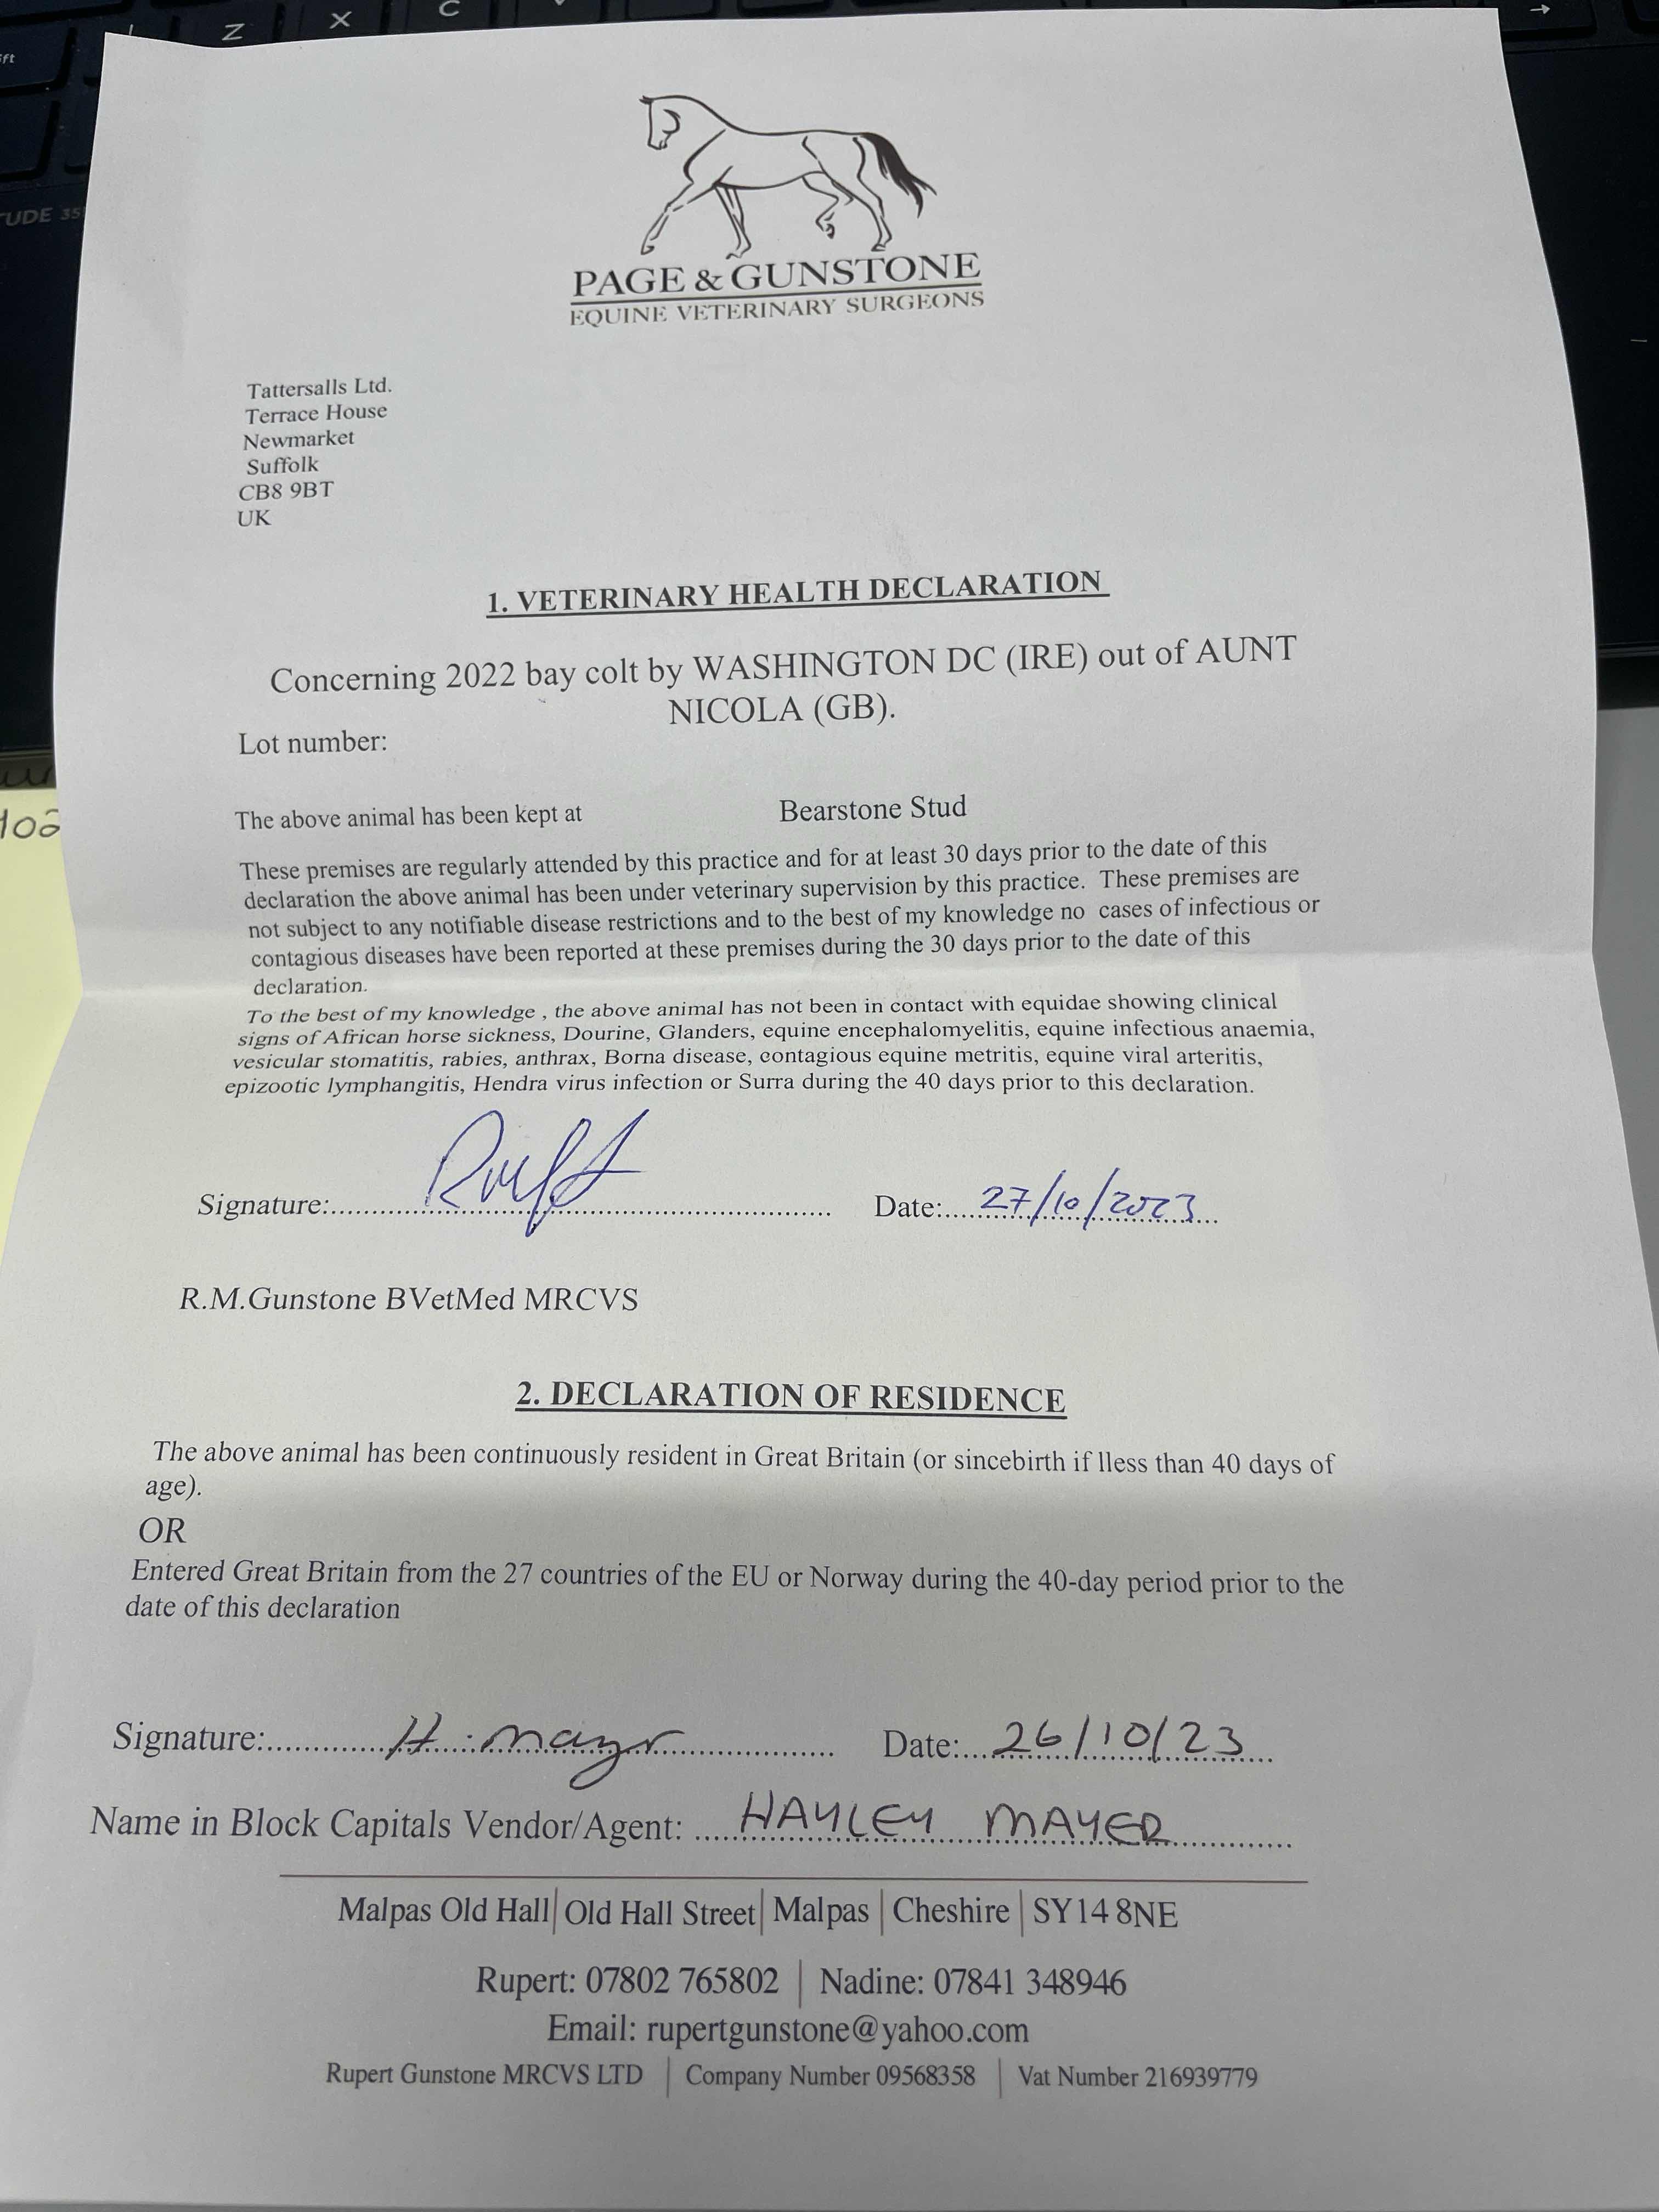 Z X C
ft
TUDE 35
PAGE & GUNSTONE
EQUINE VETERINARY SURGEONS
Tattersalls Ltd.
Terrace House
Newmarket
Suffolk
CB8 9BT
UK
1. VETERINARY HEALTH DECLARATION
Concerning 2022 bay colt by WASHINGTON DC (IRE) out of AUNT
NICOLA (GB).
Lot number:
The above animal has been kept at Bearstone Stud
These premises are regularly attended by this practice and for at least 30 days prior to the date of this
declaration the above animal has been under veterinary supervision by this practice. These premises are
not subject to any notifiable disease restrictions and to the best of my knowledge no cases of infectious or
contagious diseases have been reported at these premises during the 30 days prior to the date of this
declaration.
To the best of my knowledge , the above animal has not been in contact with equidae showing clinical
signs of African horse sickness, Dourine, Glanders, equine encephalomyelitis, equine infectious anaemia,
vesicular stomatitis, rabies, anthrax, Borna disease, contagious equine metritis, equine viral arteritis,
epizootic lymphangitis, Hendra virus infection or Surra during the 40 days prior to this declaration.
Signature:.......... Date:..... 27/10/2023
R.M.Gunstone BVetMed MRCVS
2. DECLARATION OF RESIDENCE
The above animal has been continuously resident in Great Britain (or sincebirth if lless than 40 days of
age).
OR
Entered Great Britain from the 27 countries of the EU or Norway during the 40-day period prior to the
date of this declaration
Signature:.......... H. Mayr Date:.... 26/10/23
Name in Block Capitals Vendor/Agent: ..... HAYLEY MAYER
Malpas Old Hall | Old Hall Street | Malpas | Cheshire | SY14 8NE
Rupert: 07802 765802 | Nadine: 07841 348946
Email: rupertgunstone@yahoo.com
Rupert Gunstone MRCVS LTD | Company Number 09568358 | Vat Number 216939779